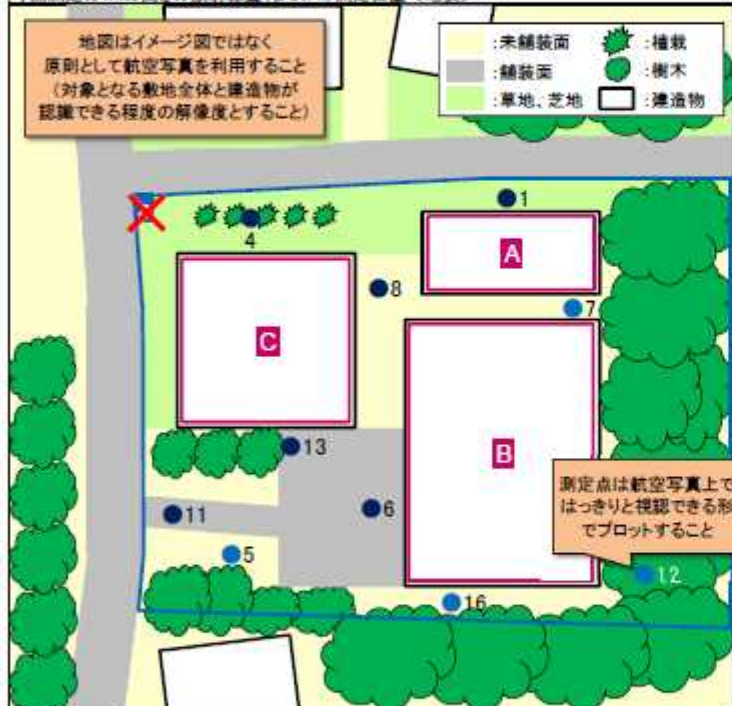 地図はイメージ図ではなく
原則として航空写真を利用すること
(対象となる敷地全体と建造物が
認識できる程度の解像度とすること)
:未舗装面
:植栽
:舗装面
:樹木
:草地、芝地
:建造物
1
4
A
8
7
C
13
B
測定点は航空写真上で
はっきりと視認できる形
でプロットすること
11
6
5
12
16